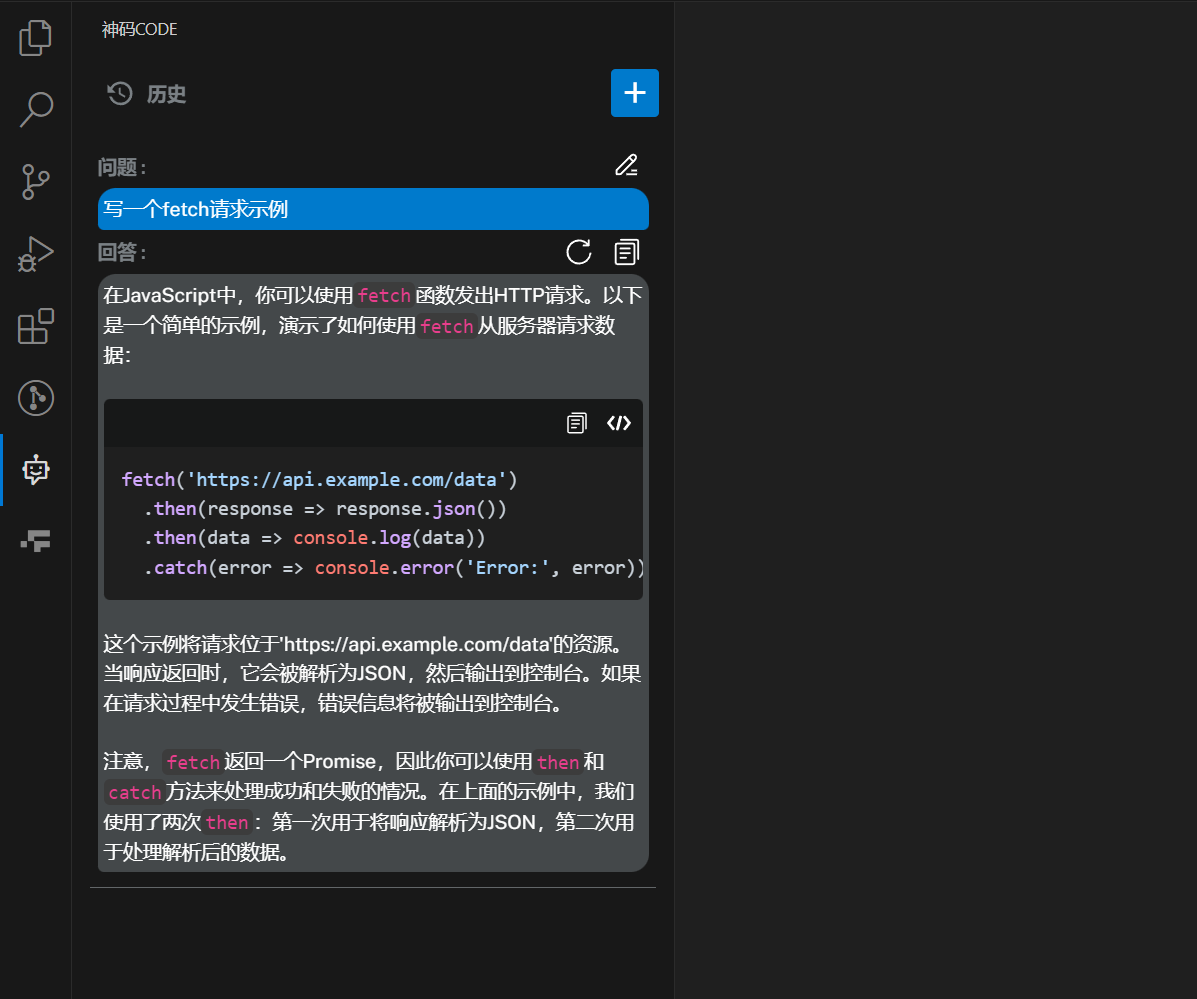 神码CODE
历史
问题：
写一个fetch请求示例
回答：
在JavaScript中，你可以使用fetch函数发出HTTP请求。以下
是一个简单的示例，演示了如何使用fetch从服务器请求数
据：
fetch('https://api.example.com/data')
  .then(response => response.json())
  .then(data => console.log(data))
  .catch(error => console.error('Error:', error))
这个示例将请求位于'https://api.example.com/data'的资源。
当响应返回时，它会被解析为JSON，然后输出到控制台。如果
在请求过程中发生错误，错误信息将被输出到控制台。
注意，fetch返回一个Promise，因此你可以使用then和
catch方法来处理成功和失败的情况。在上面的示例中，我们
使用了两次then：第一次用于将响应解析为JSON，第二次用
于处理解析后的数据。